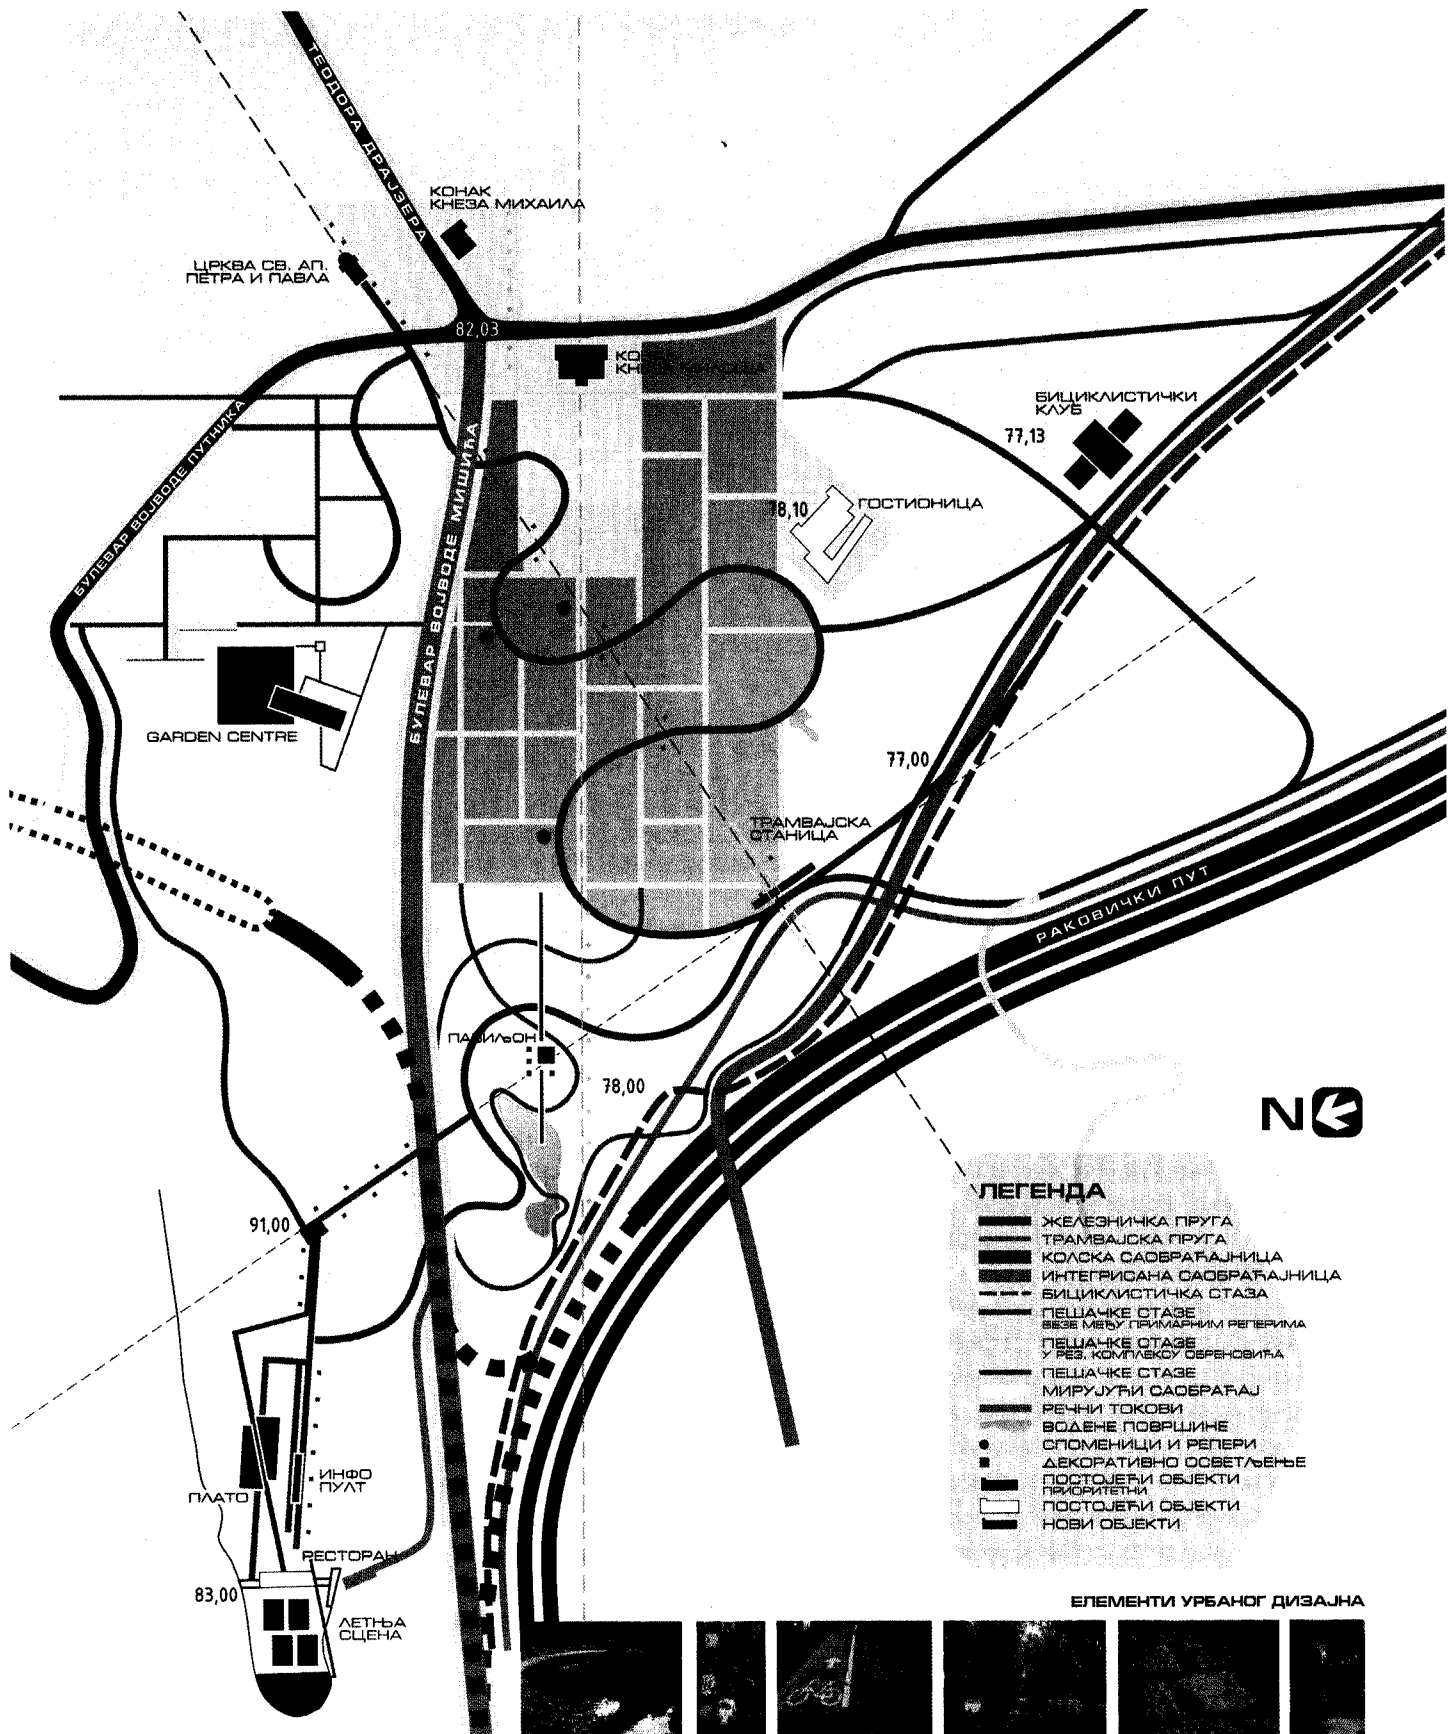 ТЕОДОРА ДРАЈЗЕРА
КОНАК
КНЕЗА МИХАИЛА
ЦРКВА СВ. АП.
ПЕТРА И ПАВЛА
82,03
КОНАК
КНЕЗА МИЛОША
БУЛЕВАР ВОЈВОДЕ ПУТНИКА
БУЛЕВАР ВОЈВОДЕ МИШИЋА
БИЦИКЛИСТИЧКИ
КЛУБ
77,13
78,10
ГОСТИОНИЦА
GARDEN CENTRE
77,00
ТРАМВАЈСКА
СТАНИЦА
РАКОВИЧКИ ПУТ
ПАВИЉОН
78,00
N
91,00
ЛЕГЕНДА
ЖЕЛЕЗНИЧКА ПРУГА
ТРАМВАЈСКА ПРУГА
КОЛСКА САОБРАЋАЈНИЦА
ИНТЕГРИСАНА САОБРАЋАЈНИЦА
БИЦИКЛИСТИЧКА СТАЗА
ПЕШАЧКЕ СТАЗЕ
ВЕЗЕ МЕЂУ ПРИМАРНИМ РЕПЕРИМА
ПЕШАЧКЕ СТАЗЕ
У РЕЗ. КОМПЛЕКСУ ОБРЕНОВИЋА
ПЕШАЧКЕ СТАЗЕ
МИРУЈУЋИ САОБРАЋАЈ
РЕЧНИ ТОКОВИ
ВОДЕНЕ ПОВРШИНЕ
СПОМЕНИЦИ И РЕПЕРИ
ДЕКОРАТИВНО ОСВЕТЉЕЊЕ
ПОСТОЈЕЋИ ОБЈЕКТИ
ПРИОРИТЕТНИ
ПОСТОЈЕЋИ ОБЈЕКТИ
НОВИ ОБЈЕКТИ
ИНФО
ПУЛТ
ПЛАТО
РЕСТОРАН
83,00
ЛЕТЊА
СЦЕНА
ЕЛЕМЕНТИ УРБАНОГ ДИЗАЈНА